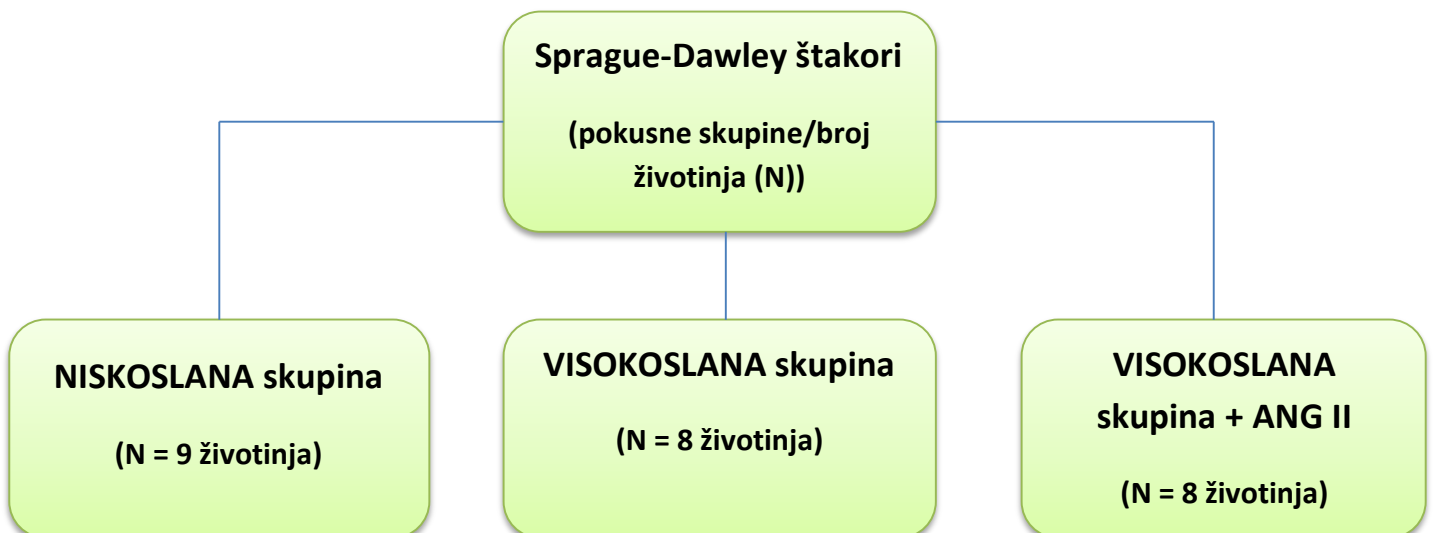 Sprague-Dawley štakori
(pokusne skupine/broj
životinja (N))
NISKOSLANA skupina
(N = 9 životinja)
VISOKOSLANA skupina
(N = 8 životinja)
VISOKOSLANA
skupina + ANG II
(N = 8 životinja)